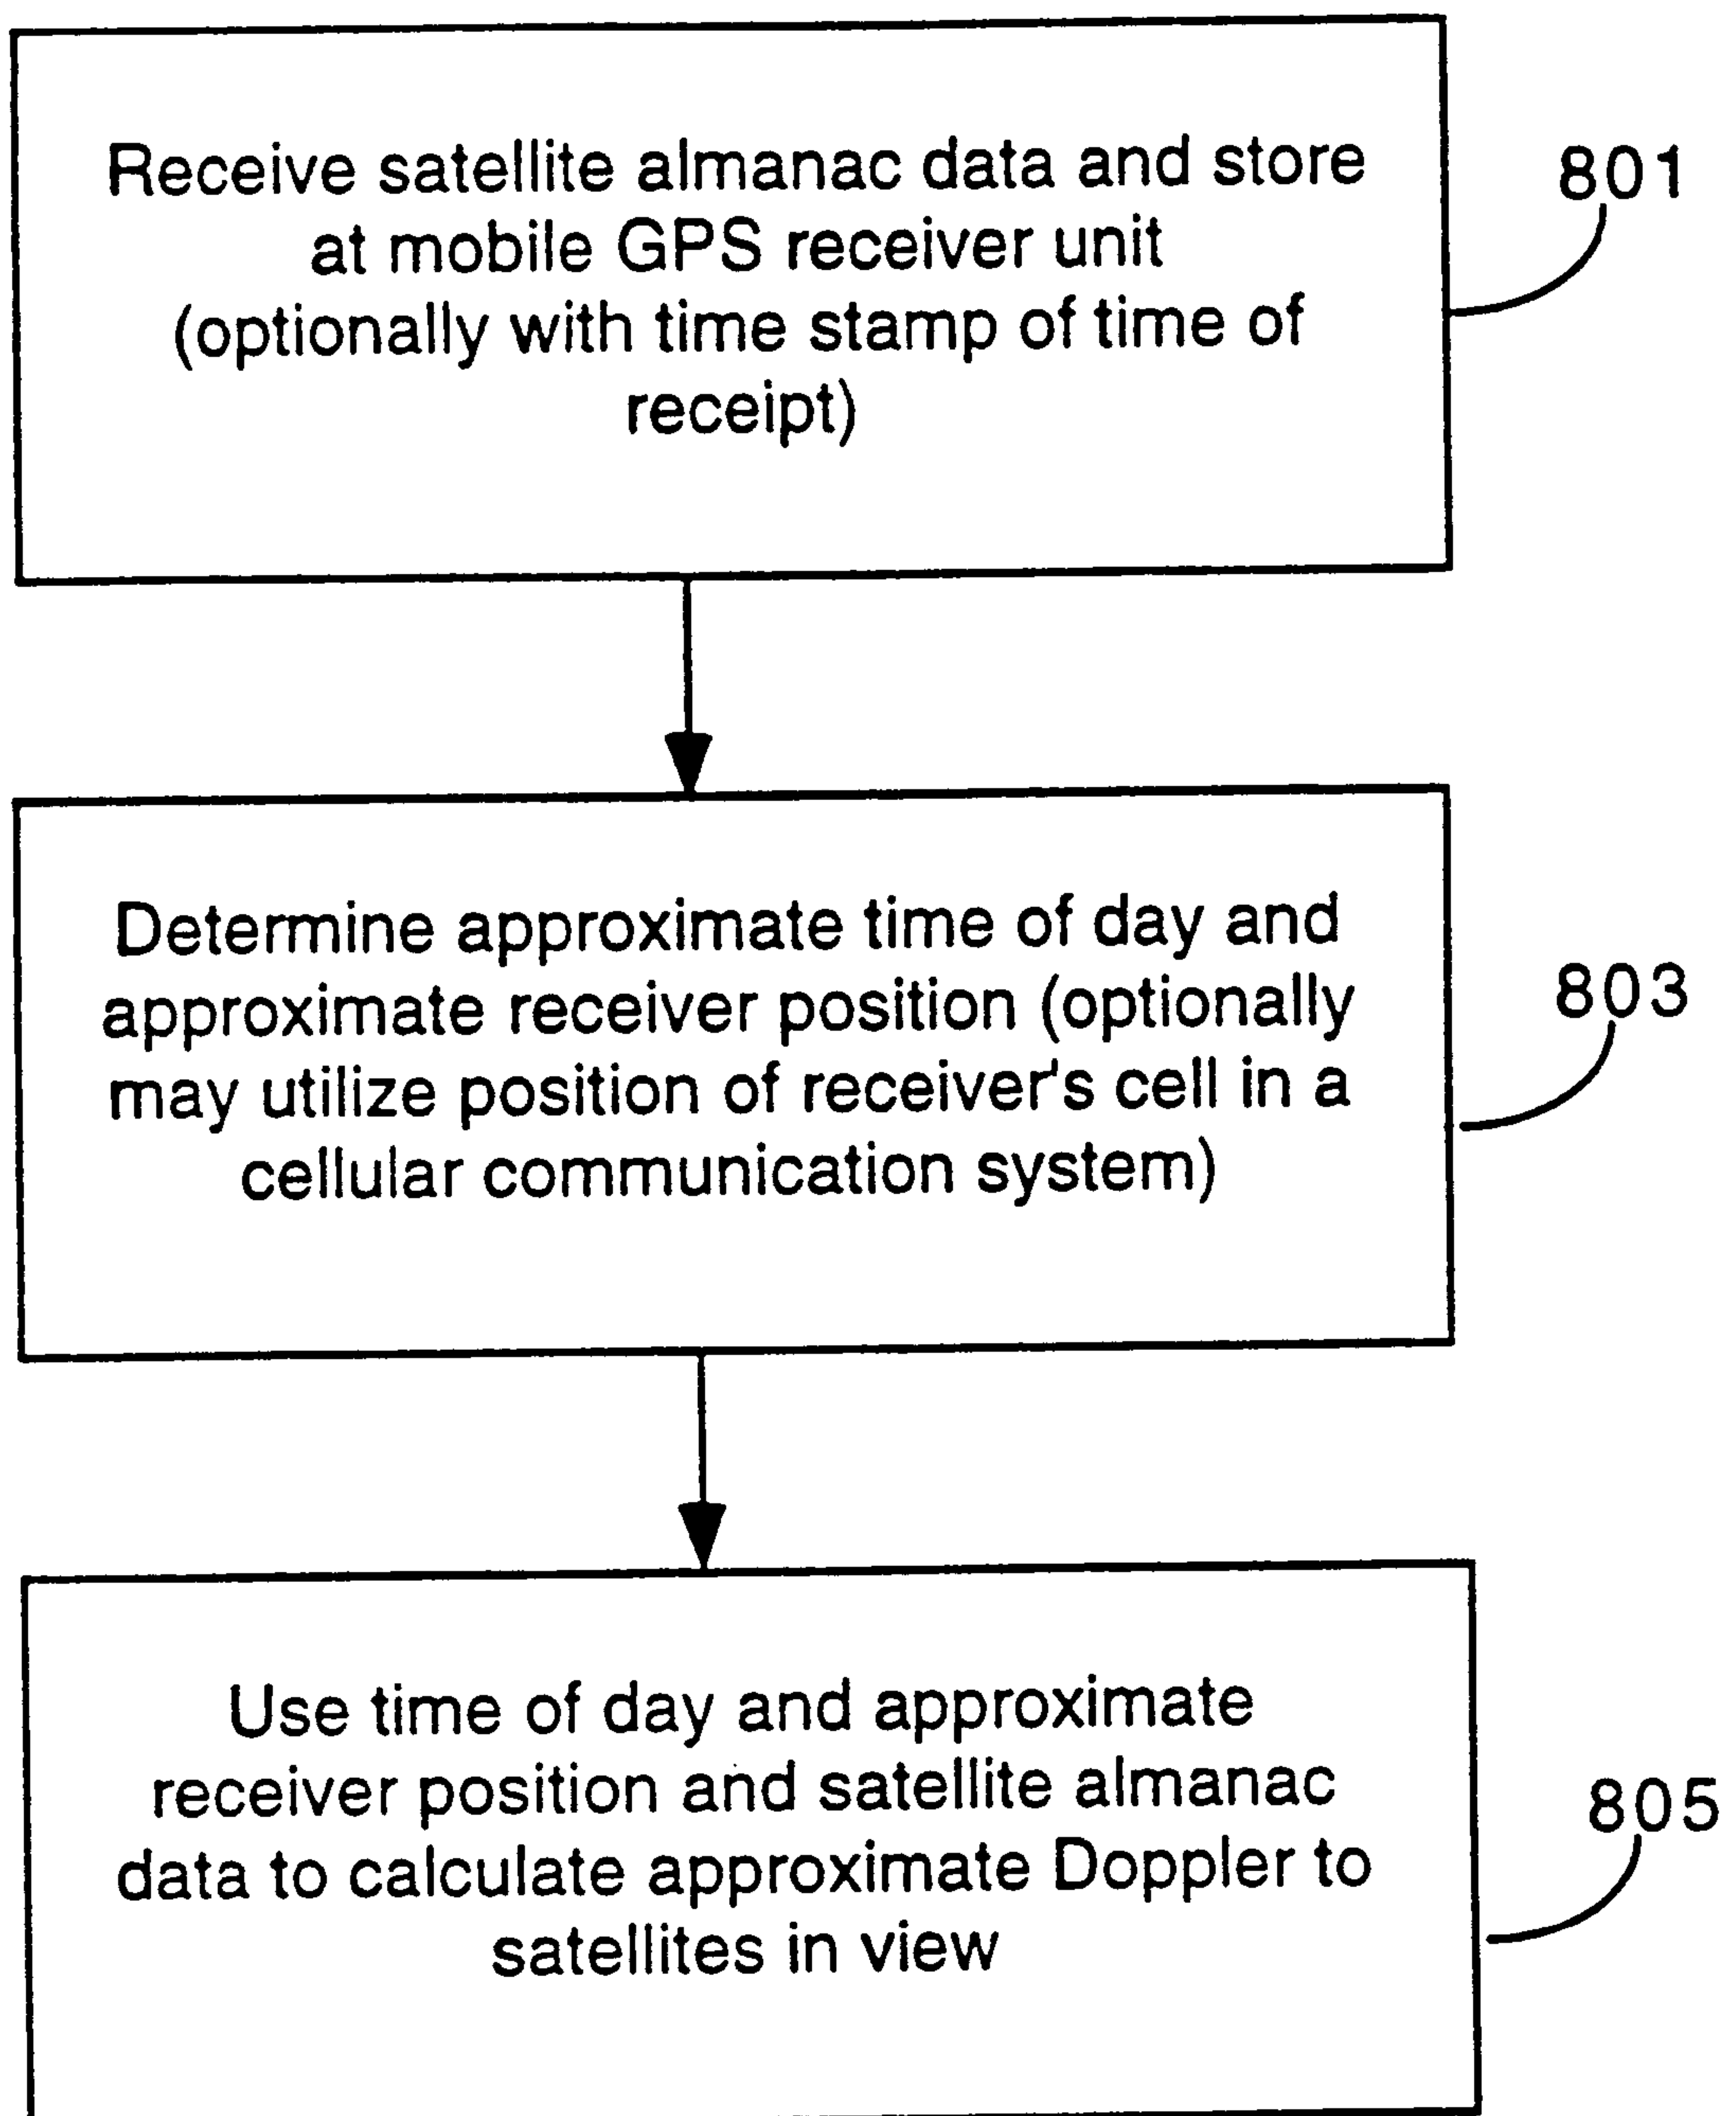 Receive satellite almanac data and store
at mobile GPS receiver unit
(optionally with time stamp of time of
receipt)
801
Determine approximate time of day and
approximate receiver position (optionally
may utilize position of receiver's cell in a
cellular communication system)
803
Use time of day and approximate
receiver position and satellite almanac
data to calculate approximate Doppler to
satellites in view
805